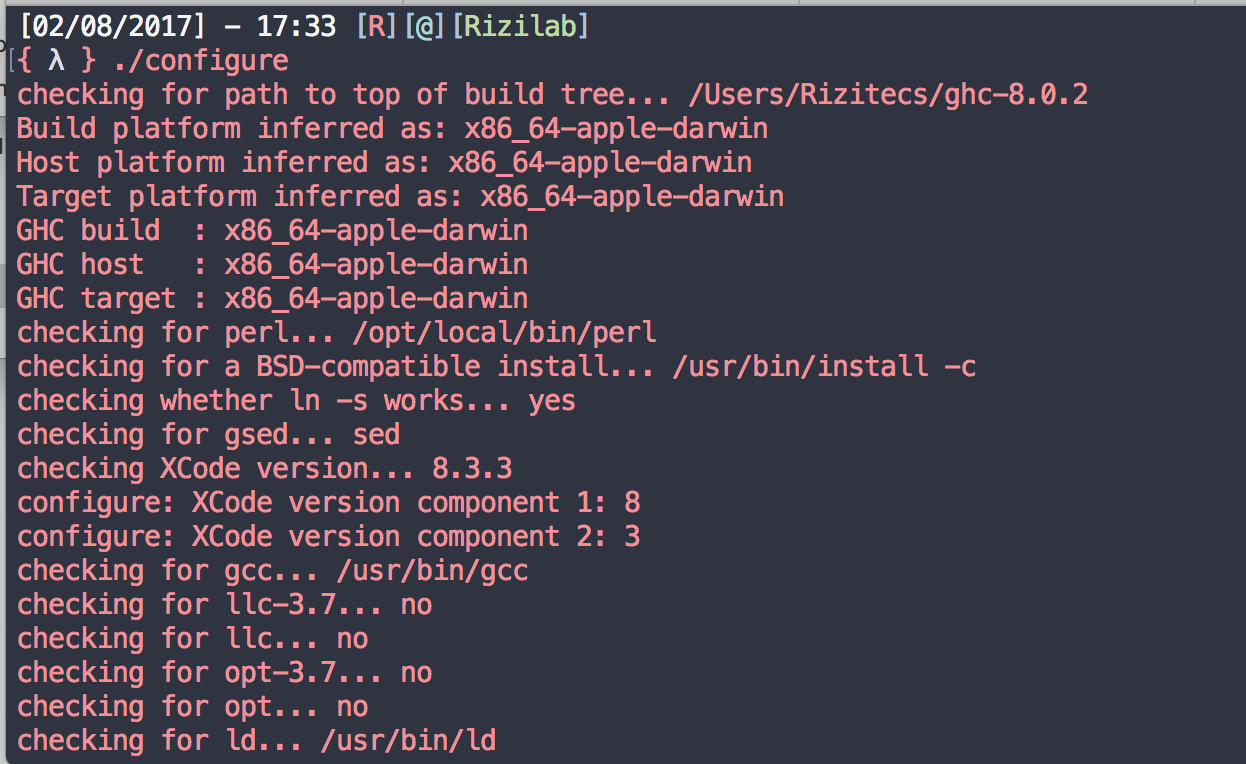 [02/08/2017] - 17:33 [R][@][Rizilab]
[{ λ } ./configure
checking for path to top of build tree... /Users/Rizitecs/ghc-8.0.2
Build platform inferred as: x86_64-apple-darwin
Host platform inferred as: x86_64-apple-darwin
Target platform inferred as: x86_64-apple-darwin
GHC build  : x86_64-apple-darwin
GHC host   : x86_64-apple-darwin
GHC target : x86_64-apple-darwin
checking for perl... /opt/local/bin/perl
checking for a BSD-compatible install... /usr/bin/install -c
checking whether ln -s works... yes
checking for gsed... sed
checking XCode version... 8.3.3
configure: XCode version component 1: 8
configure: XCode version component 2: 3
checking for gcc... /usr/bin/gcc
checking for llc-3.7... no
checking for llc... no
checking for opt-3.7... no
checking for opt... no
checking for ld... /usr/bin/ld